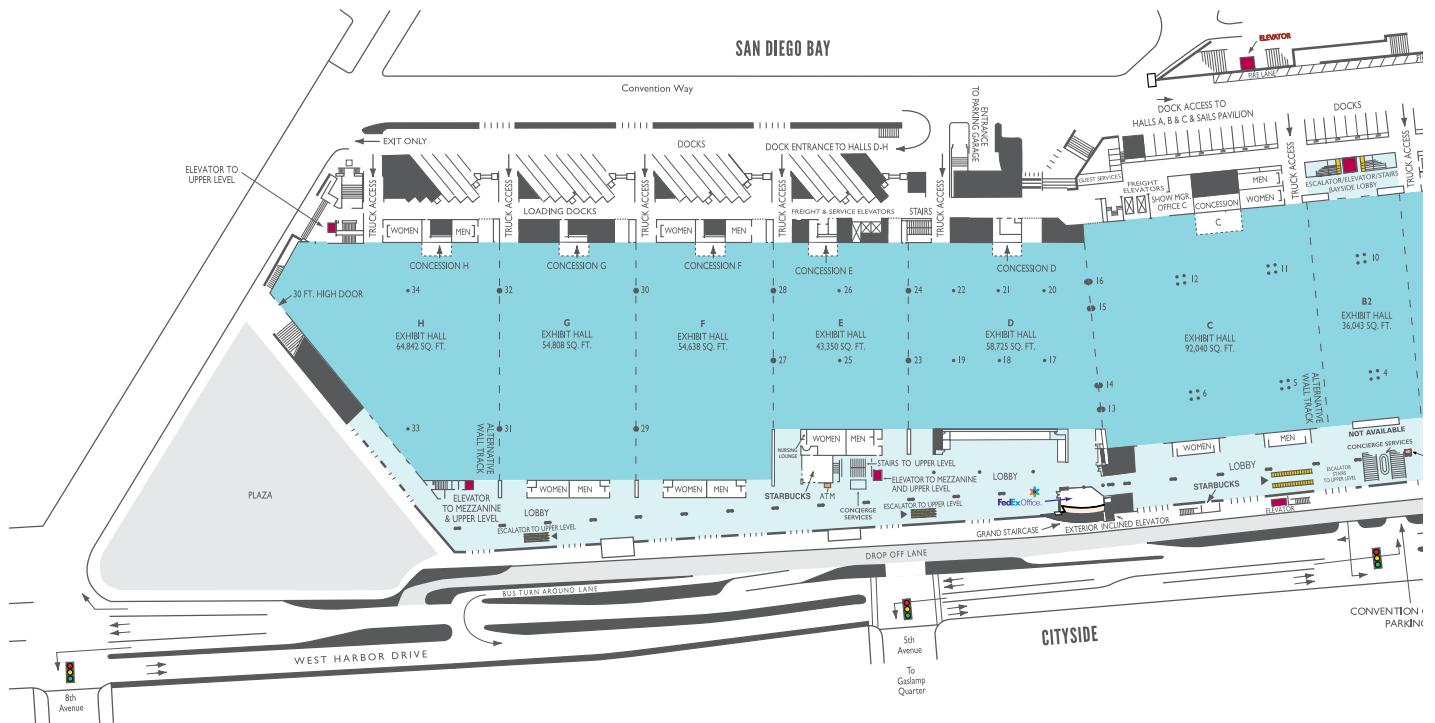 SAN DIEGO BAY
ELEVATOR
FIRE LANE
Convention Way
DOCK ACCESS TO
HALLS A, B & C & SAILS PAVILION
DOCKS
EXIT ONLY
DOCKS
DOCK ENTRANCE TO HALLS D-H
ENTRANCE
TO PARKING GARAGE
ELEVATOR TO
UPPER LEVEL
TRUCK ACCESS
TRUCK ACCESS
TRUCK ACCESS
TRUCK ACCESS
TRUCK ACCESS
TRUCK ACCESS
TRUCK ACCESS
GUEST SERVICES
FREIGHT
ELEVATORS
SHOW MGR.
OFFICE C
CONCESSION
C
MEN
WOMEN
ESCALATOR/ELEVATOR/STAIRS
BAYSIDE LOBBY
LOADING DOCKS
FREIGHT & SERVICE ELEVATORS
STAIRS
WOMEN
MEN
WOMEN
MEN
CONCESSION H
CONCESSION G
CONCESSION F
CONCESSION E
CONCESSION D
30 FT. HIGH DOOR
34
32
30
28
26
24
22
21
20
16
15
12
11
10
H
EXHIBIT HALL
64,842 SQ. FT.
G
EXHIBIT HALL
54,808 SQ. FT.
F
EXHIBIT HALL
54,638 SQ. FT.
E
EXHIBIT HALL
43,350 SQ. FT.
D
EXHIBIT HALL
58,725 SQ. FT.
C
EXHIBIT HALL
92,040 SQ. FT.
B2
EXHIBIT HALL
36,043 SQ. FT.
27
25
23
19
18
17
14
13
6
5
4
33
31
29
ALTERNATIVE
WALL TRACK
ALTERNATIVE
WALL TRACK
NOT AVAILABLE
CONCIERGE SERVICES
WOMEN
MEN
NURSING
LOUNGE
WOMEN
MEN
STAIRS TO UPPER LEVEL
ELEVATOR TO MEZZANINE
AND UPPER LEVEL
LOBBY
LOBBY
ESCALATOR
STAIRS
TO UPPER LEVEL
STARBUCKS
ELEVATOR
STARBUCKS
ATM
CONCIERGE
SERVICES
ESCALATOR TO UPPER LEVEL
FedEx Office
GRAND STAIRCASE
EXTERIOR INCLINED ELEVATOR
WOMEN
MEN
WOMEN
MEN
ELEVATOR
TO MEZZANINE
& UPPER LEVEL
LOBBY
ESCALATOR TO UPPER LEVEL
PLAZA
DROP OFF LANE
BUS TURN AROUND LANE
WEST HARBOR DRIVE
CITYSIDE
8th
Avenue
5th
Avenue
To
Gaslamp
Quarter
CONVENTION
PARKIN